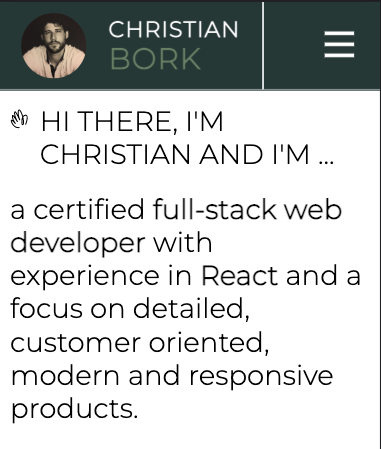 CHRISTIAN
BORK
HI THERE, I'M
CHRISTIAN AND I'M ...
a certified full-stack web
developer with
experience in React and a
focus on detailed,
customer oriented,
modern and responsive
products.